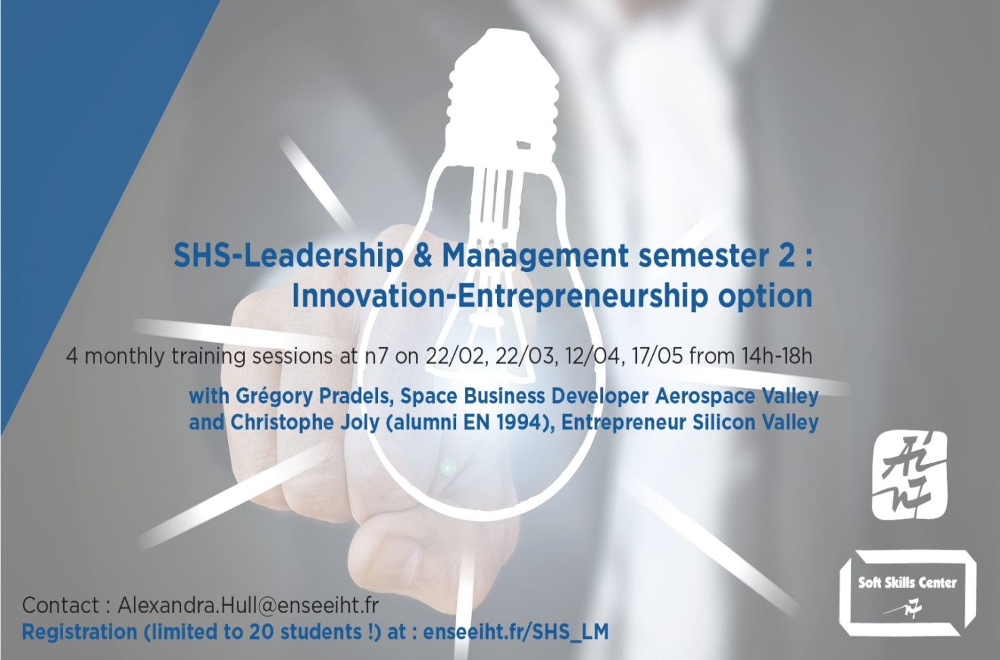 SHS-Leadership & Management semester 2 :
Innovation-Entrepreneurship option
4 monthly training sessions at n7 on 22/02, 22/03, 12/04, 17/05 from 14h-18h
with Grégory Pradels, Space Business Developer Aerospace Valley
and Christophe Joly (alumni EN 1994), Entrepreneur Silicon Valley
Ai
n7
Soft Skills Center
n7
Contact : Alexandra.Hull@enseeiht.fr
Registration (limited to 20 students !) at : enseeiht.fr/SHS_LM